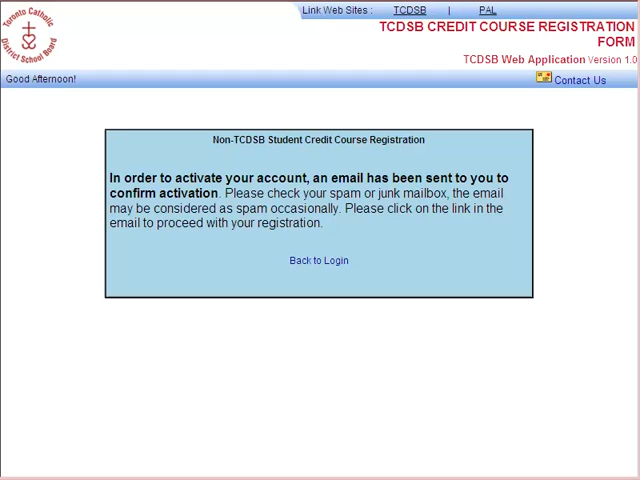 Link Web Sites : TCDSB | PAL
Toronto Catholic
District School Board
TCDSB CREDIT COURSE REGISTRATION
FORM
TCDSB Web Application Version 1.0
Good Afternoon!
Contact Us
Non-TCDSB Student Credit Course Registration
In order to activate your account, an email has been sent to you to
confirm activation. Please check your spam or junk mailbox, the email
may be considered as spam occasionally. Please click on the link in the
email to proceed with your registration.
Back to Login